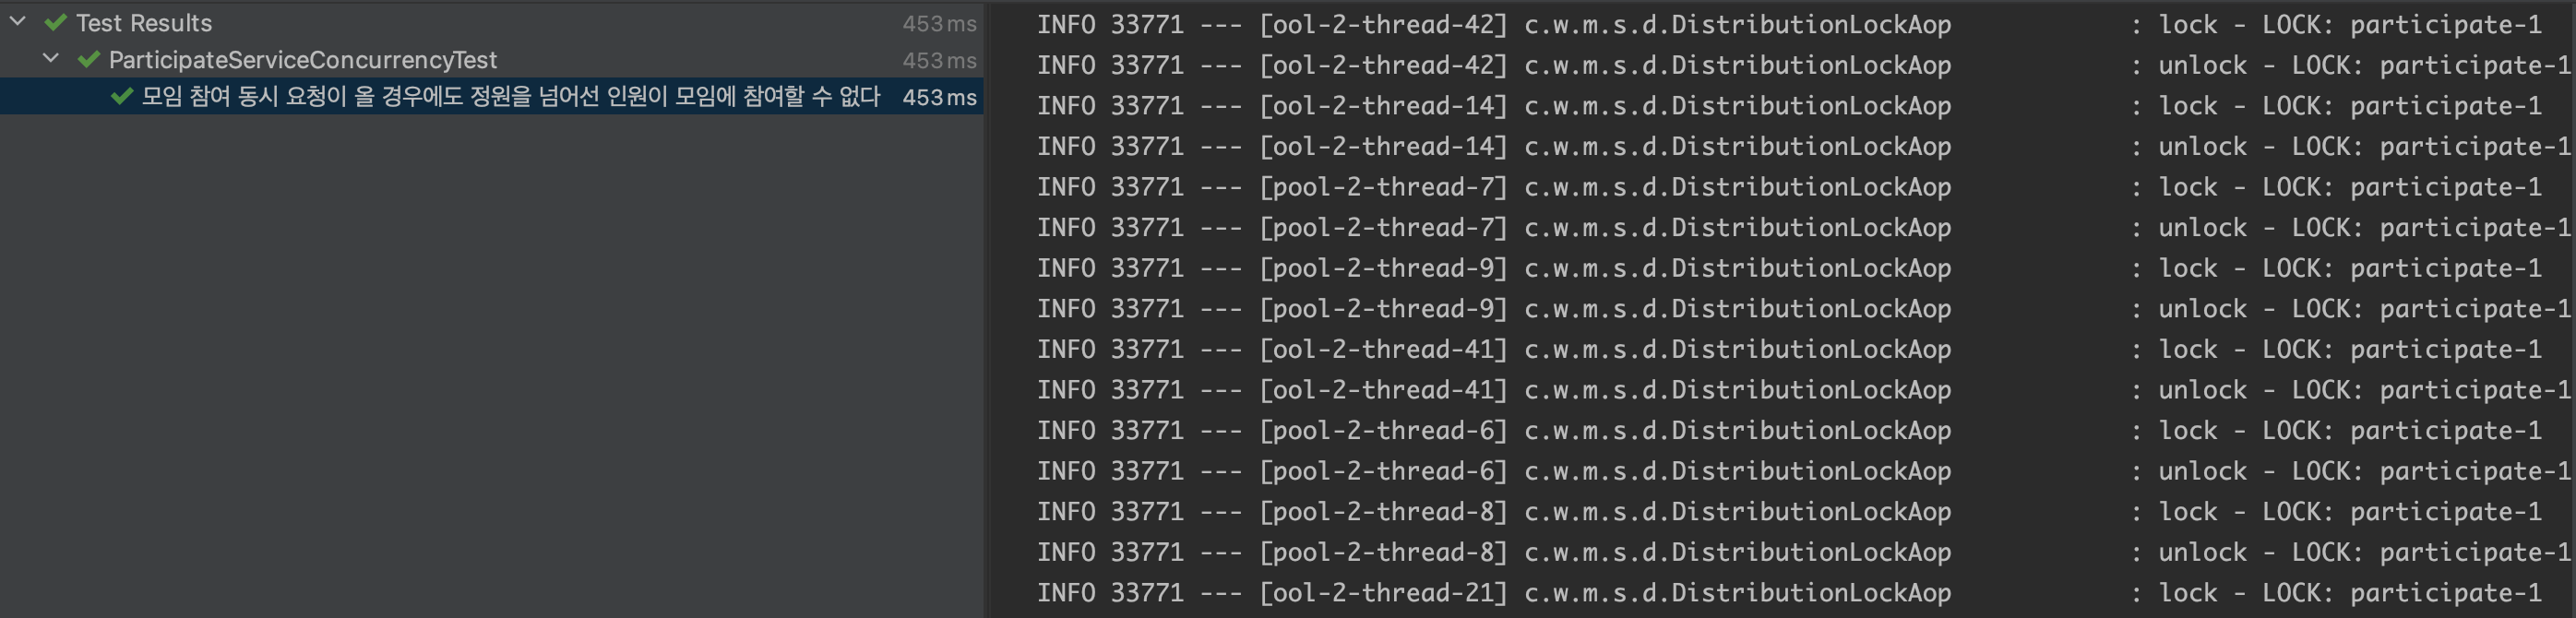 Test Results 453 ms
ParticipateServiceConcurrencyTest 453 ms
모임 참여 동시 요청이 올 경우에도 정원을 넘어선 인원이 모임에 참여할 수 없다 453 ms
INFO 33771 --- [ool-2-thread-42] c.w.m.s.d.DistributionLockAop : lock - LOCK: participate-1
INFO 33771 --- [ool-2-thread-42] c.w.m.s.d.DistributionLockAop : unlock - LOCK: participate-1
INFO 33771 --- [ool-2-thread-14] c.w.m.s.d.DistributionLockAop : lock - LOCK: participate-1
INFO 33771 --- [ool-2-thread-14] c.w.m.s.d.DistributionLockAop : unlock - LOCK: participate-1
INFO 33771 --- [pool-2-thread-7] c.w.m.s.d.DistributionLockAop : lock - LOCK: participate-1
INFO 33771 --- [pool-2-thread-7] c.w.m.s.d.DistributionLockAop : unlock - LOCK: participate-1
INFO 33771 --- [pool-2-thread-9] c.w.m.s.d.DistributionLockAop : lock - LOCK: participate-1
INFO 33771 --- [pool-2-thread-9] c.w.m.s.d.DistributionLockAop : unlock - LOCK: participate-1
INFO 33771 --- [ool-2-thread-41] c.w.m.s.d.DistributionLockAop : lock - LOCK: participate-1
INFO 33771 --- [ool-2-thread-41] c.w.m.s.d.DistributionLockAop : unlock - LOCK: participate-1
INFO 33771 --- [pool-2-thread-6] c.w.m.s.d.DistributionLockAop : lock - LOCK: participate-1
INFO 33771 --- [pool-2-thread-6] c.w.m.s.d.DistributionLockAop : unlock - LOCK: participate-1
INFO 33771 --- [pool-2-thread-8] c.w.m.s.d.DistributionLockAop : lock - LOCK: participate-1
INFO 33771 --- [pool-2-thread-8] c.w.m.s.d.DistributionLockAop : unlock - LOCK: participate-1
INFO 33771 --- [ool-2-thread-21] c.w.m.s.d.DistributionLockAop : lock - LOCK: participate-1